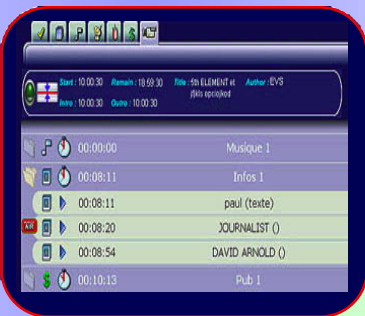 Start : 10:00:30 Remain : 18:59:30 Title : 5th ELEMENT et Author : EVS
Intro : 10:00:30 Outro : 10:00:30
00:00:00 Musique 1
00:08:11 Infos 1
00:08:11 paul (texte)
AIR 00:08:20 JOURNALIST ()
00:08:54 DAVID ARNOLD ()
$ 00:10:13 Pub 1